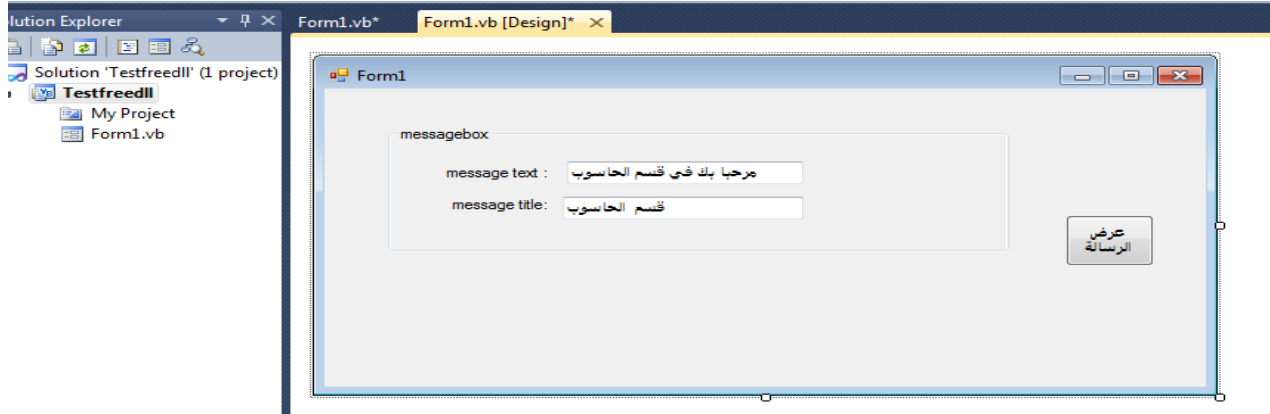 lution Explorer
Form1.vb*
Form1.vb [Design]*
Solution 'Testfreedll' (1 project)
Testfreedll
My Project
Form1.vb
Form1
messagebox
message text : مرحبا بك في قسم الحاسوب
message title: قسم الحاسوب
عرض
الرسالة